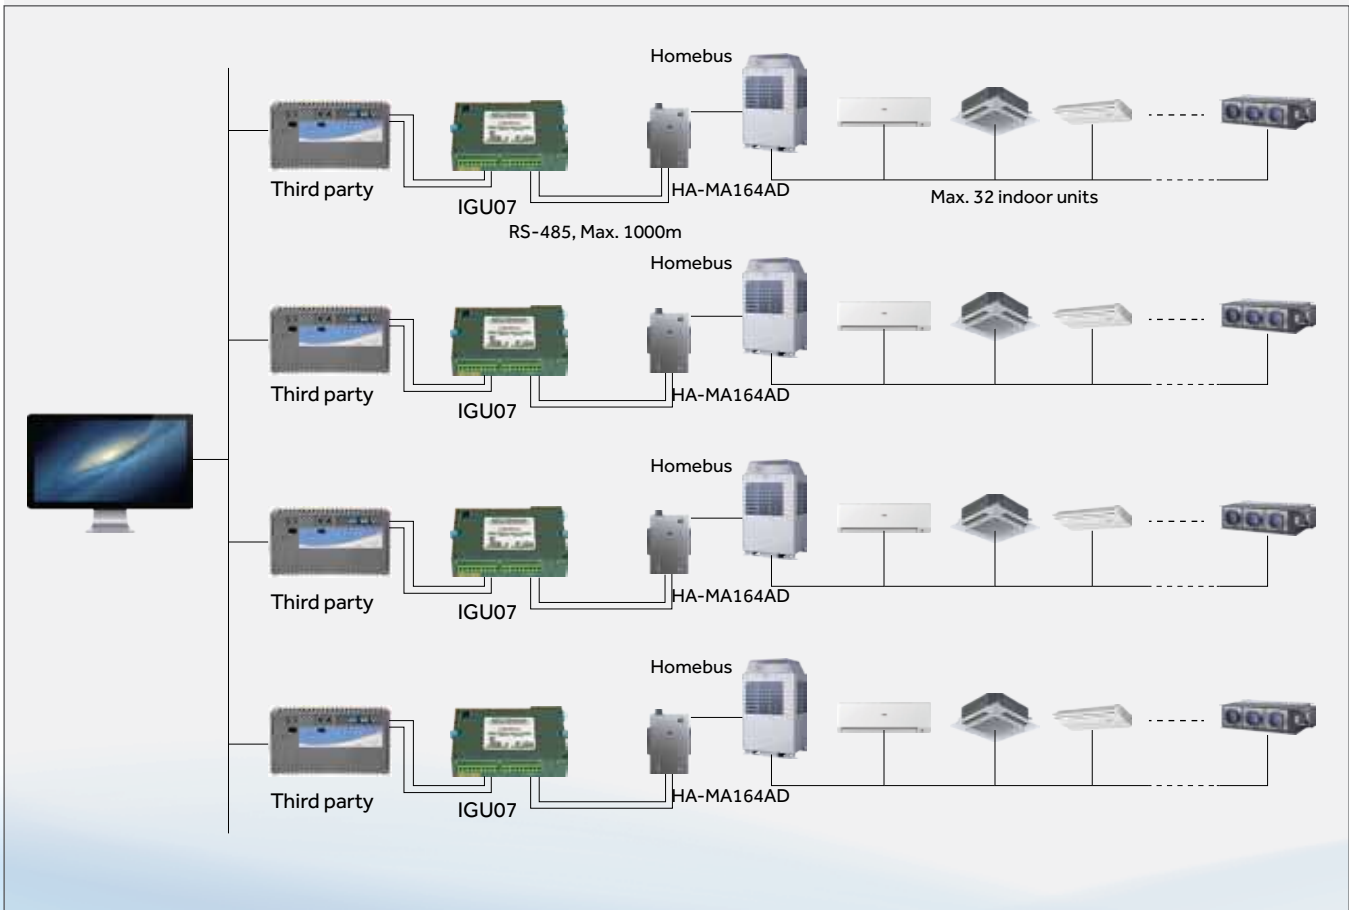 Homebus
Third party
IGU07
HA-MA164AD
Max. 32 indoor units
RS-485, Max. 1000m
Homebus
Third party
IGU07
HA-MA164AD
Homebus
Third party
IGU07
HA-MA164AD
Homebus
Third party
IGU07
HA-MA164AD